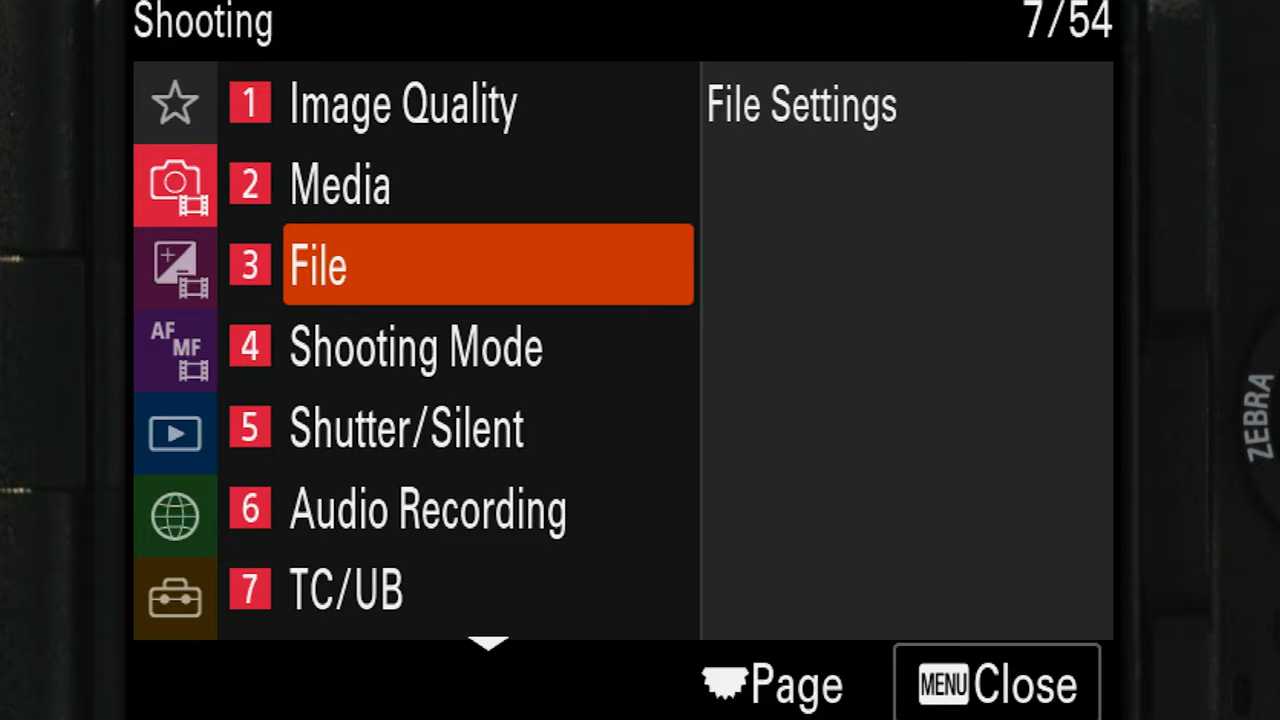 Shooting 7/54
1 Image Quality
File Settings
2 Media
3 File
AF
MF
4 Shooting Mode
5 Shutter/Silent
6 Audio Recording
7 TC/UB
Page
MENU Close
ZEBRA